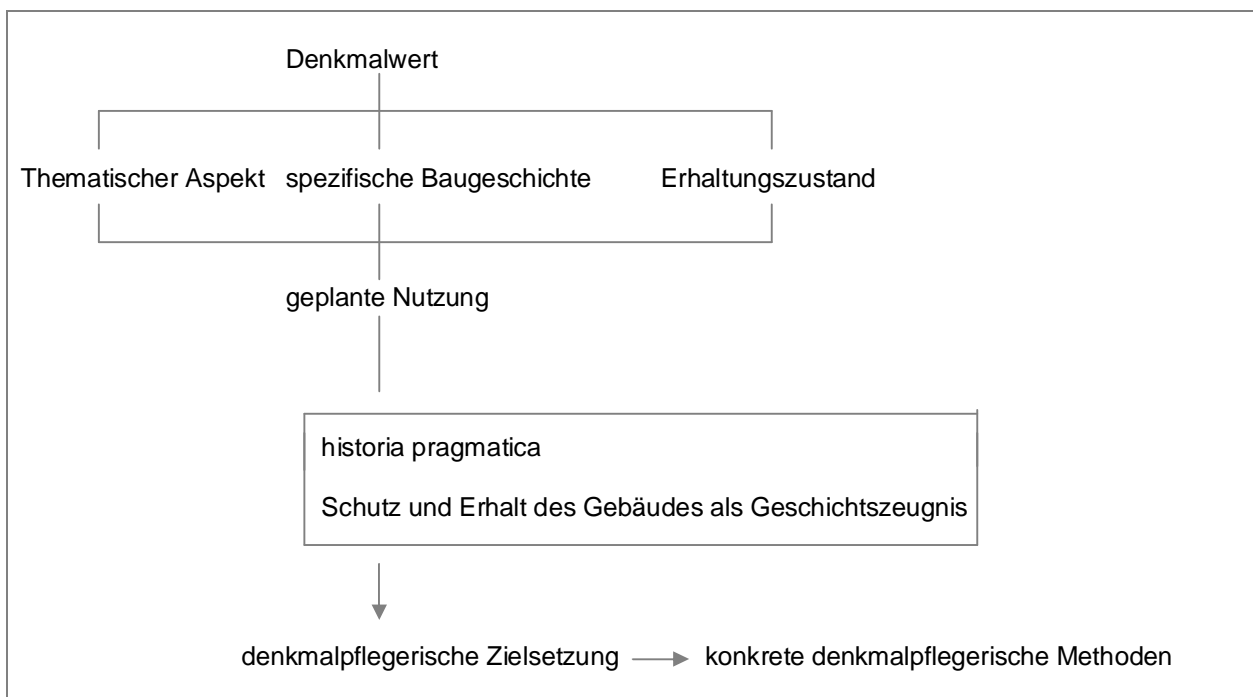 Denkmalwert
Thematischer Aspekt spezifische Baugeschichte Erhaltungszustand
geplante Nutzung
historia pragmatica
Schutz und Erhalt des Gebäudes als Geschichtszeugnis
denkmalpflegerische Zielsetzung konkrete denkmalpflegerische Methoden